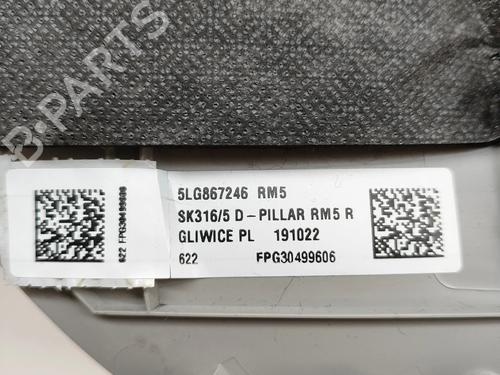 B-PARTS
5LG867246 RM5
SK316/5 D-PILLAR RM5 R
GLIWICE PL 191022
622 FPG30499606
622 FPG30499606